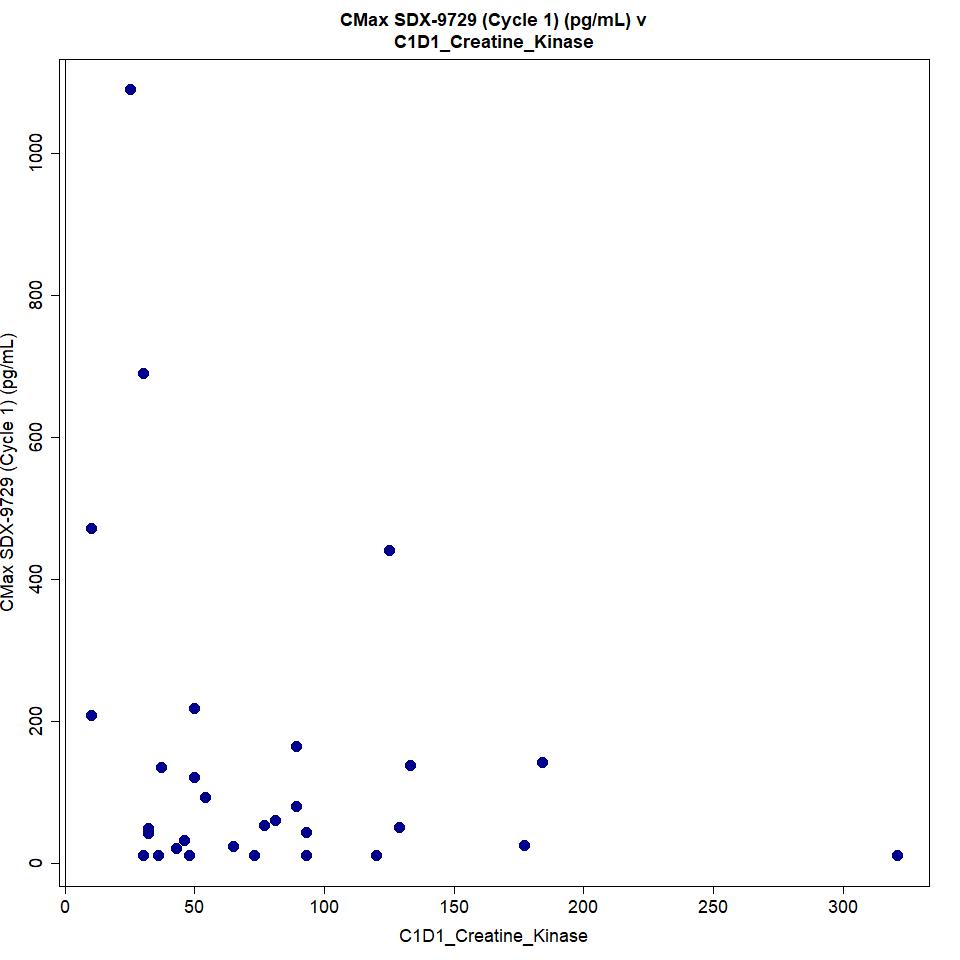 CMax SDX-9729 (Cycle 1) (pg/mL) v
C1D1_Creatine_Kinase
CMax SDX-9729 (Cycle 1) (pg/mL)
1000
800
600
400
200
0
0 50 100 150 200 250 300
C1D1_Creatine_Kinase